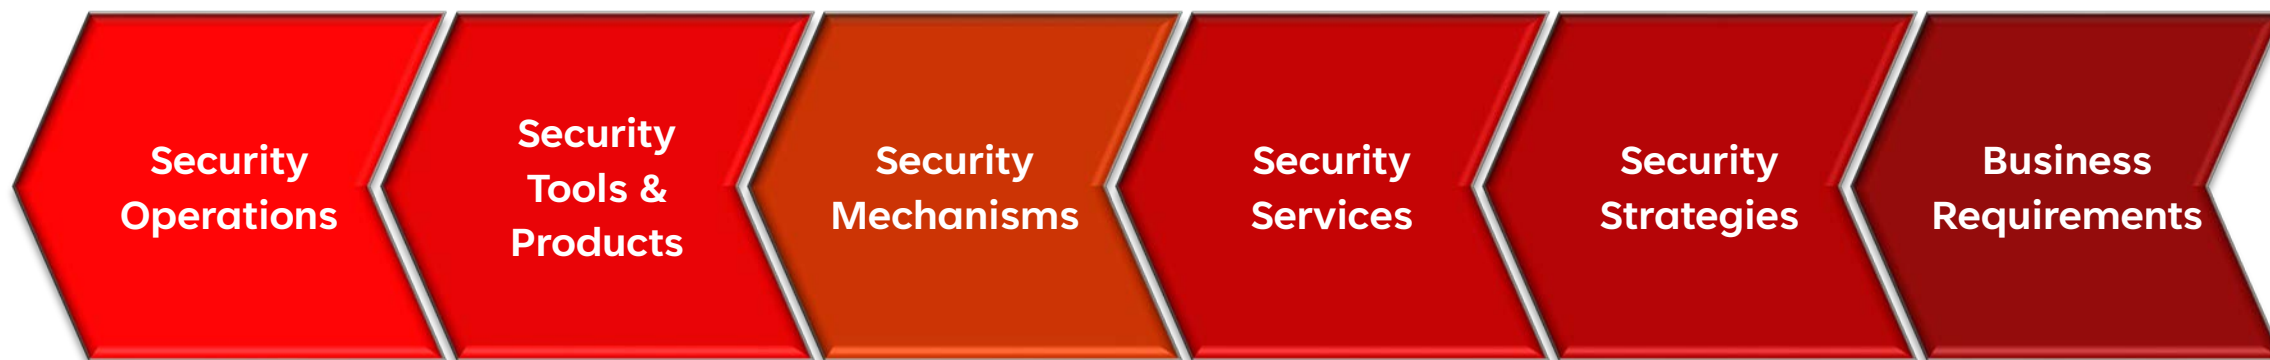 Security
Operations
Security
Tools &
Products
Security
Mechanisms
Security
Services
Security
Strategies
Business
Requirements